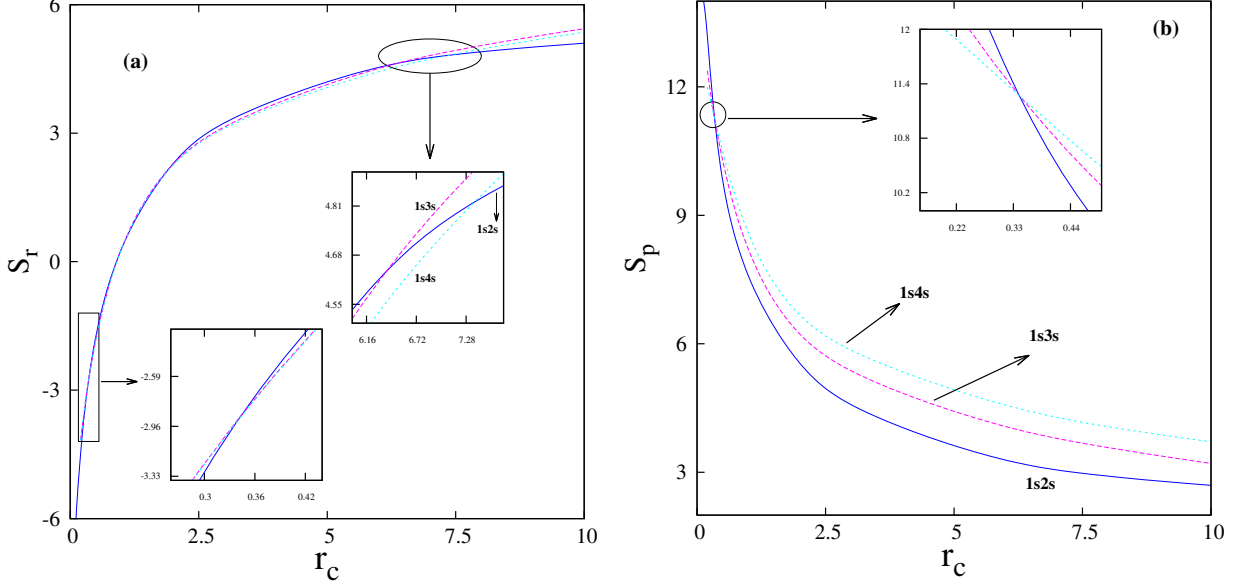 (a)
S_r
6
3
0
-3
-6
0 2.5 5 7.5 10
r_c
4.81
4.68
4.55
6.16 6.72 7.28
1s3s
1s2s
1s4s
-2.59
-2.96
-3.33
0.3 0.36 0.42
(b)
S_p
12
9
6
3
0 2.5 5 7.5 10
r_c
12
11.4
10.8
10.2
0.22 0.33 0.44
1s4s
1s3s
1s2s